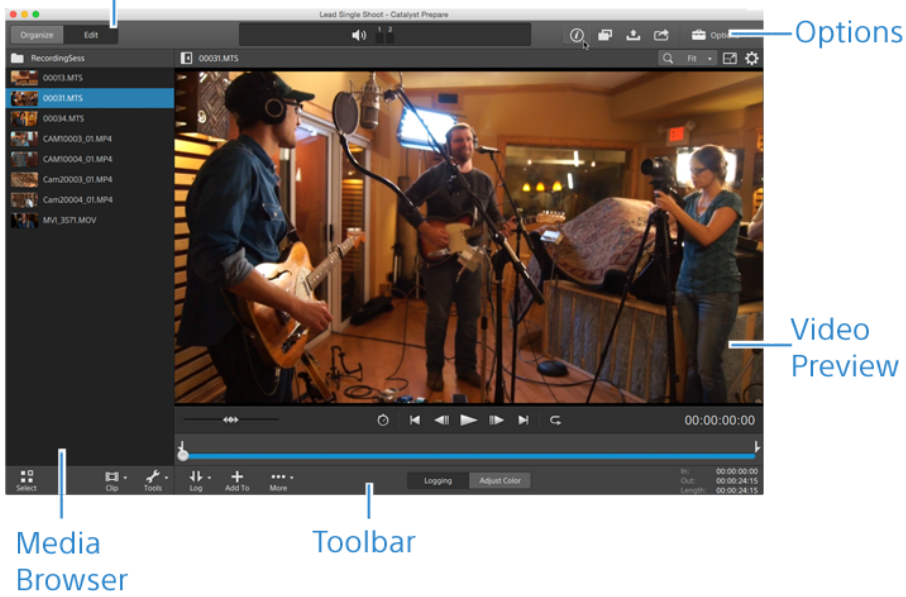 Lead Single Shoot - Catalyst Prepare
Organize Edit
1 2
Options
RecordingSess
00031.MTS
Fit
00013.MTS
00031.MTS
00034.MTS
CAM10003_01.MP4
CAM10004_01.MP4
Cam20003_01.MP4
Cam20004_01.MP4
MVI_3571.MOV
Video
Preview
00:00:00:00
Select
Clip
Tools
Log
Add To
More
Logging
Adjust Color
In: 00:00:00:00
Out: 00:00:24:15
Length: 00:00:24:15
Media
Browser
Toolbar